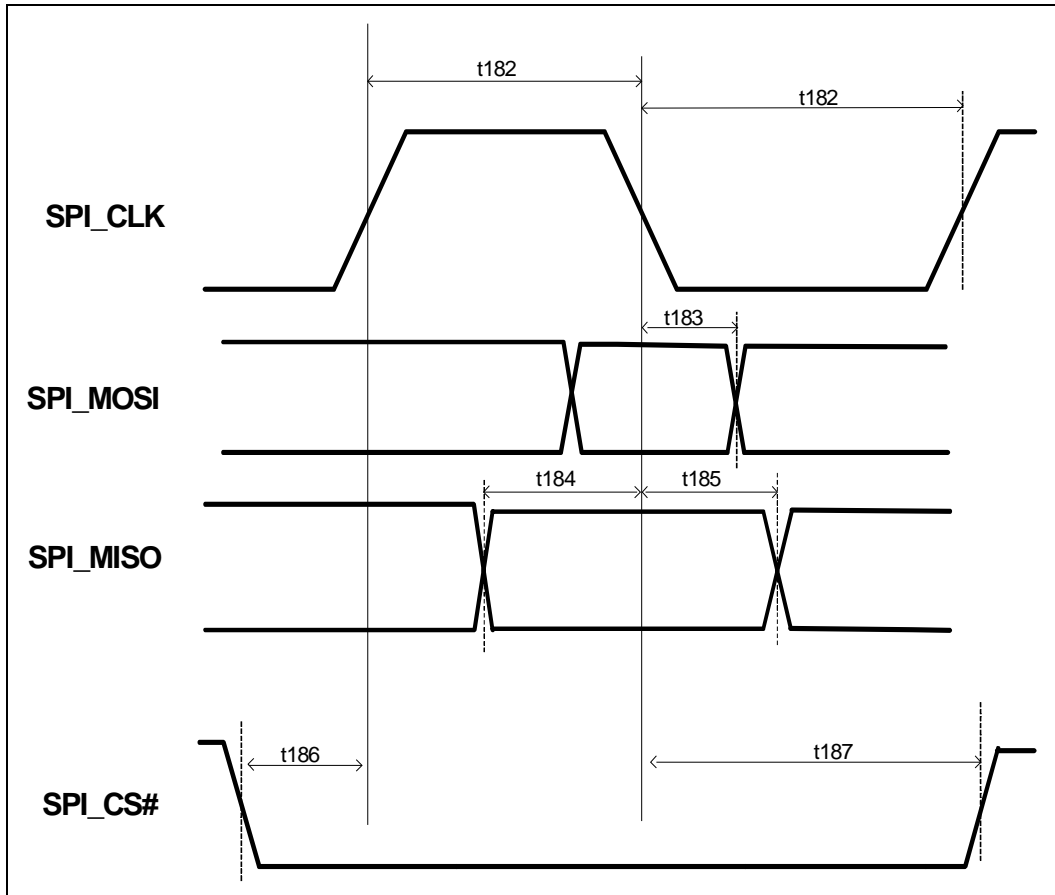 t182
t182
SPI_CLK
t183
SPI_MOSI
t184
t185
SPI_MISO
t186
t187
SPI_CS#